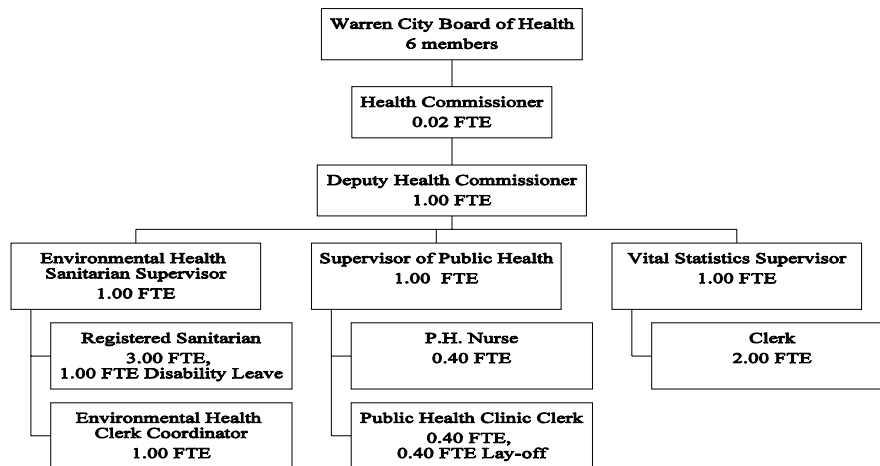 Warren City Board of Health
6 members
Health Commissioner
0.02 FTE
Deputy Health Commissioner
1.00 FTE
Environmental Health
Sanitarian Supervisor
1.00 FTE
Supervisor of Public Health
1.00 FTE
Vital Statistics Supervisor
1.00 FTE
Registered Sanitarian
3.00 FTE,
1.00 FTE Disability Leave
P.H. Nurse
0.40 FTE
Clerk
2.00 FTE
Environmental Health
Clerk Coordinator
1.00 FTE
Public Health Clinic Clerk
0.40 FTE,
0.40 FTE Lay-off